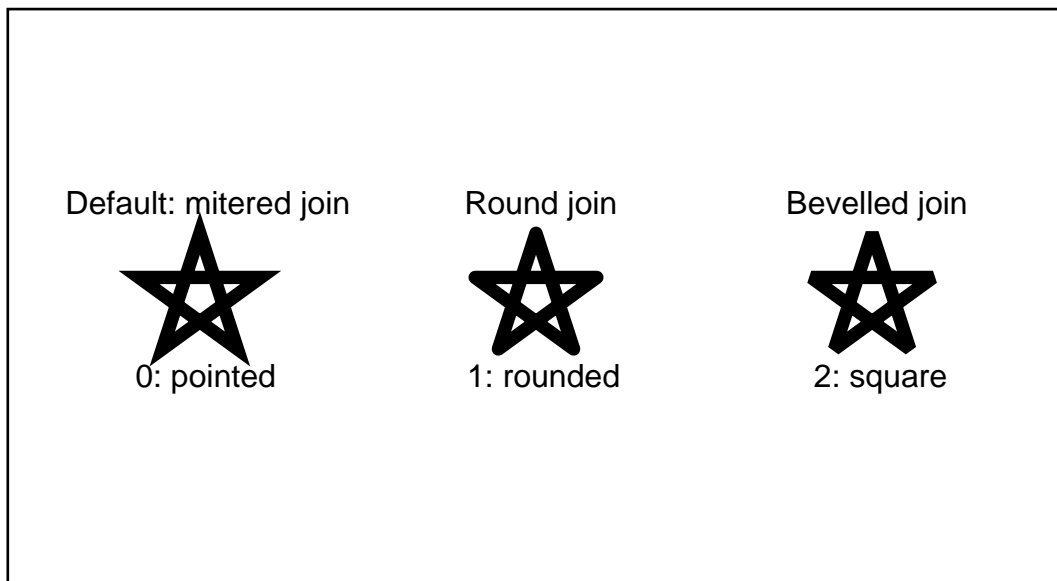 Default: mitered join
Round join
Bevelled join
0: pointed
1: rounded
2: square